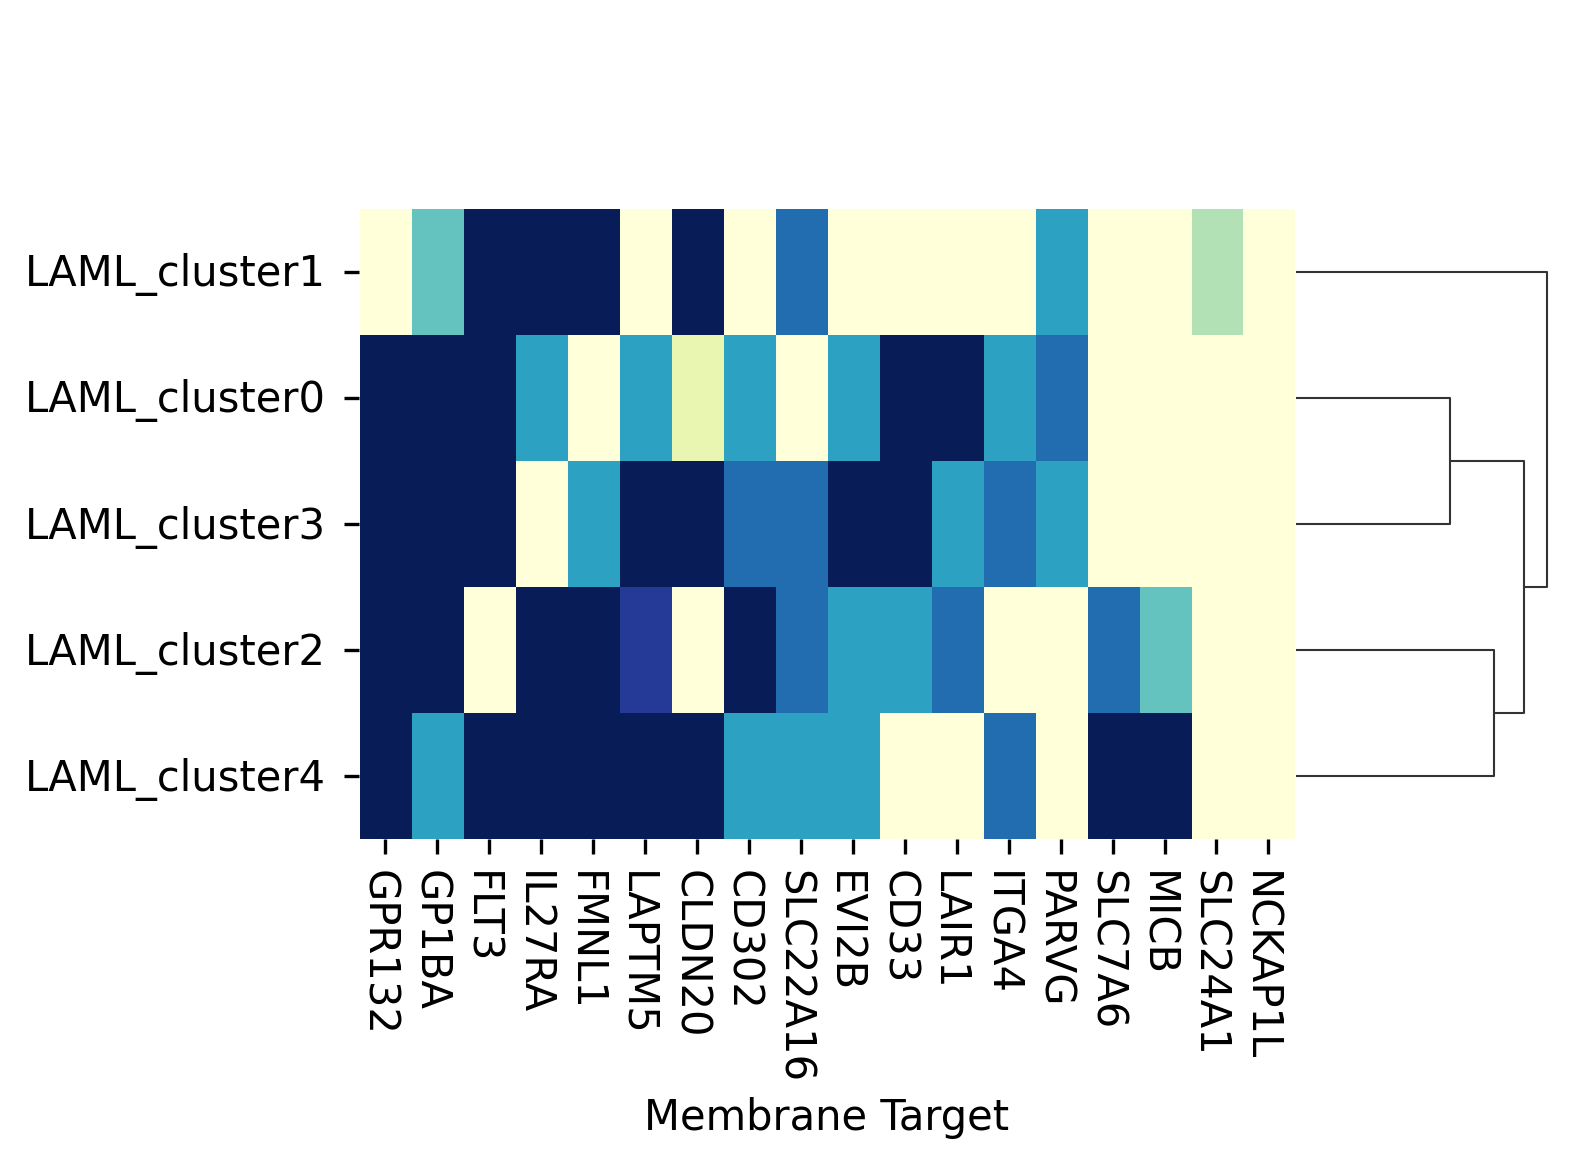 LAML_cluster1
LAML_cluster0
LAML_cluster3
LAML_cluster2
LAML_cluster4
GPR132
GP1BA
FLT3
IL27RA
FMNL1
LAPTM5
CLDN20
CD302
SLC22A16
EVI2B
CD33
LAIR1
ITGA4
PARVG
SLC7A6
MICB
SLC24A1
NCKAP1L
Membrane Target